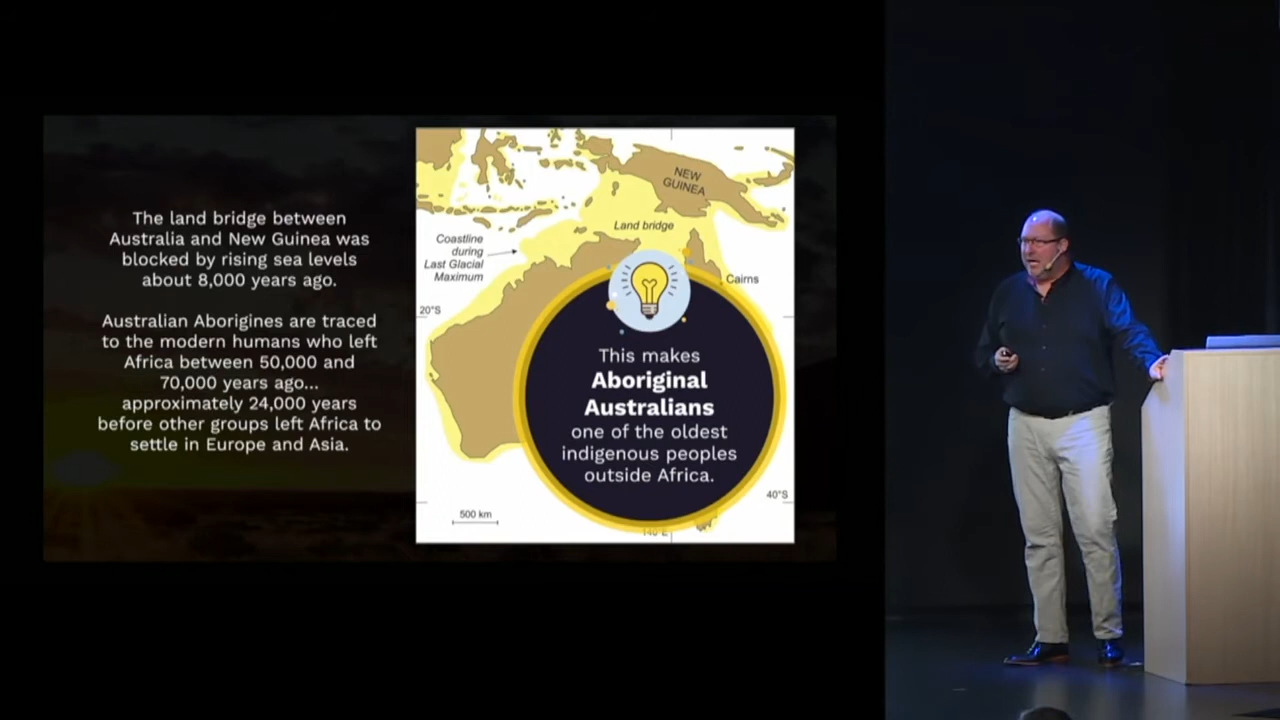 The land bridge between
Australia and New Guinea was
blocked by rising sea levels
about 8,000 years ago.
Australian Aborigines are traced
to the modern humans who left
Africa between 50,000 and
70,000 years ago...
approximately 24,000 years
before other groups left Africa to
settle in Europe and Asia.
NEW
GUINEA
Land bridge
Coastline
during
Last Glacial
Maximum
Cairns
20°S
This makes
Aboriginal
Australians
one of the oldest
indigenous peoples
outside Africa.
40°S
500 km
140°E